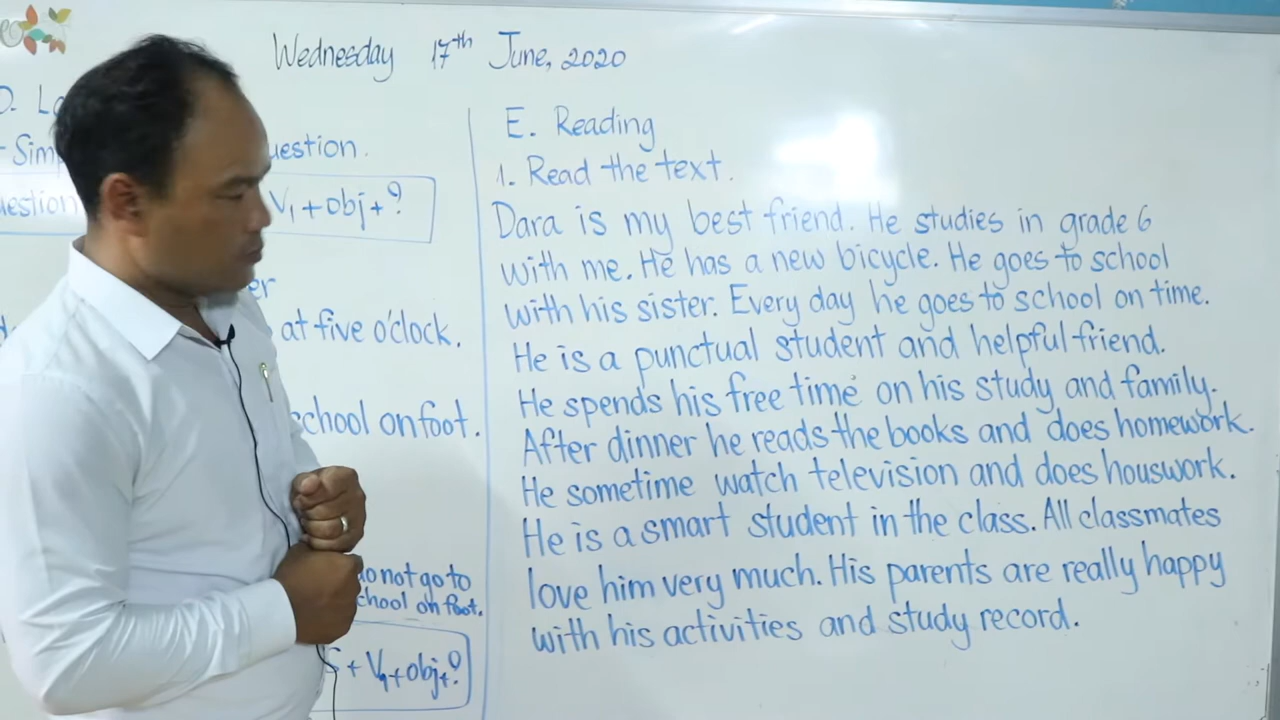 Wednesday 17th June, 2020
D.
uestion.
V1 + obj + ?
at five o'clock.
school on foot.
do not go to
school on foot.
S + V1 + obj + ?
E. Reading
1. Read the text.
Dara is my best friend. He studies in grade 6
with me. He has a new bicycle. He goes to school
with his sister. Every day he goes to school on time.
He is a punctual student and helpful friend.
He spends his free time on his study and family.
After dinner he reads the books and does homework.
He sometime watch television and does houswork.
He is a smart student in the class. All classmates
love him very much. His parents are really happy
with his activities and study record.